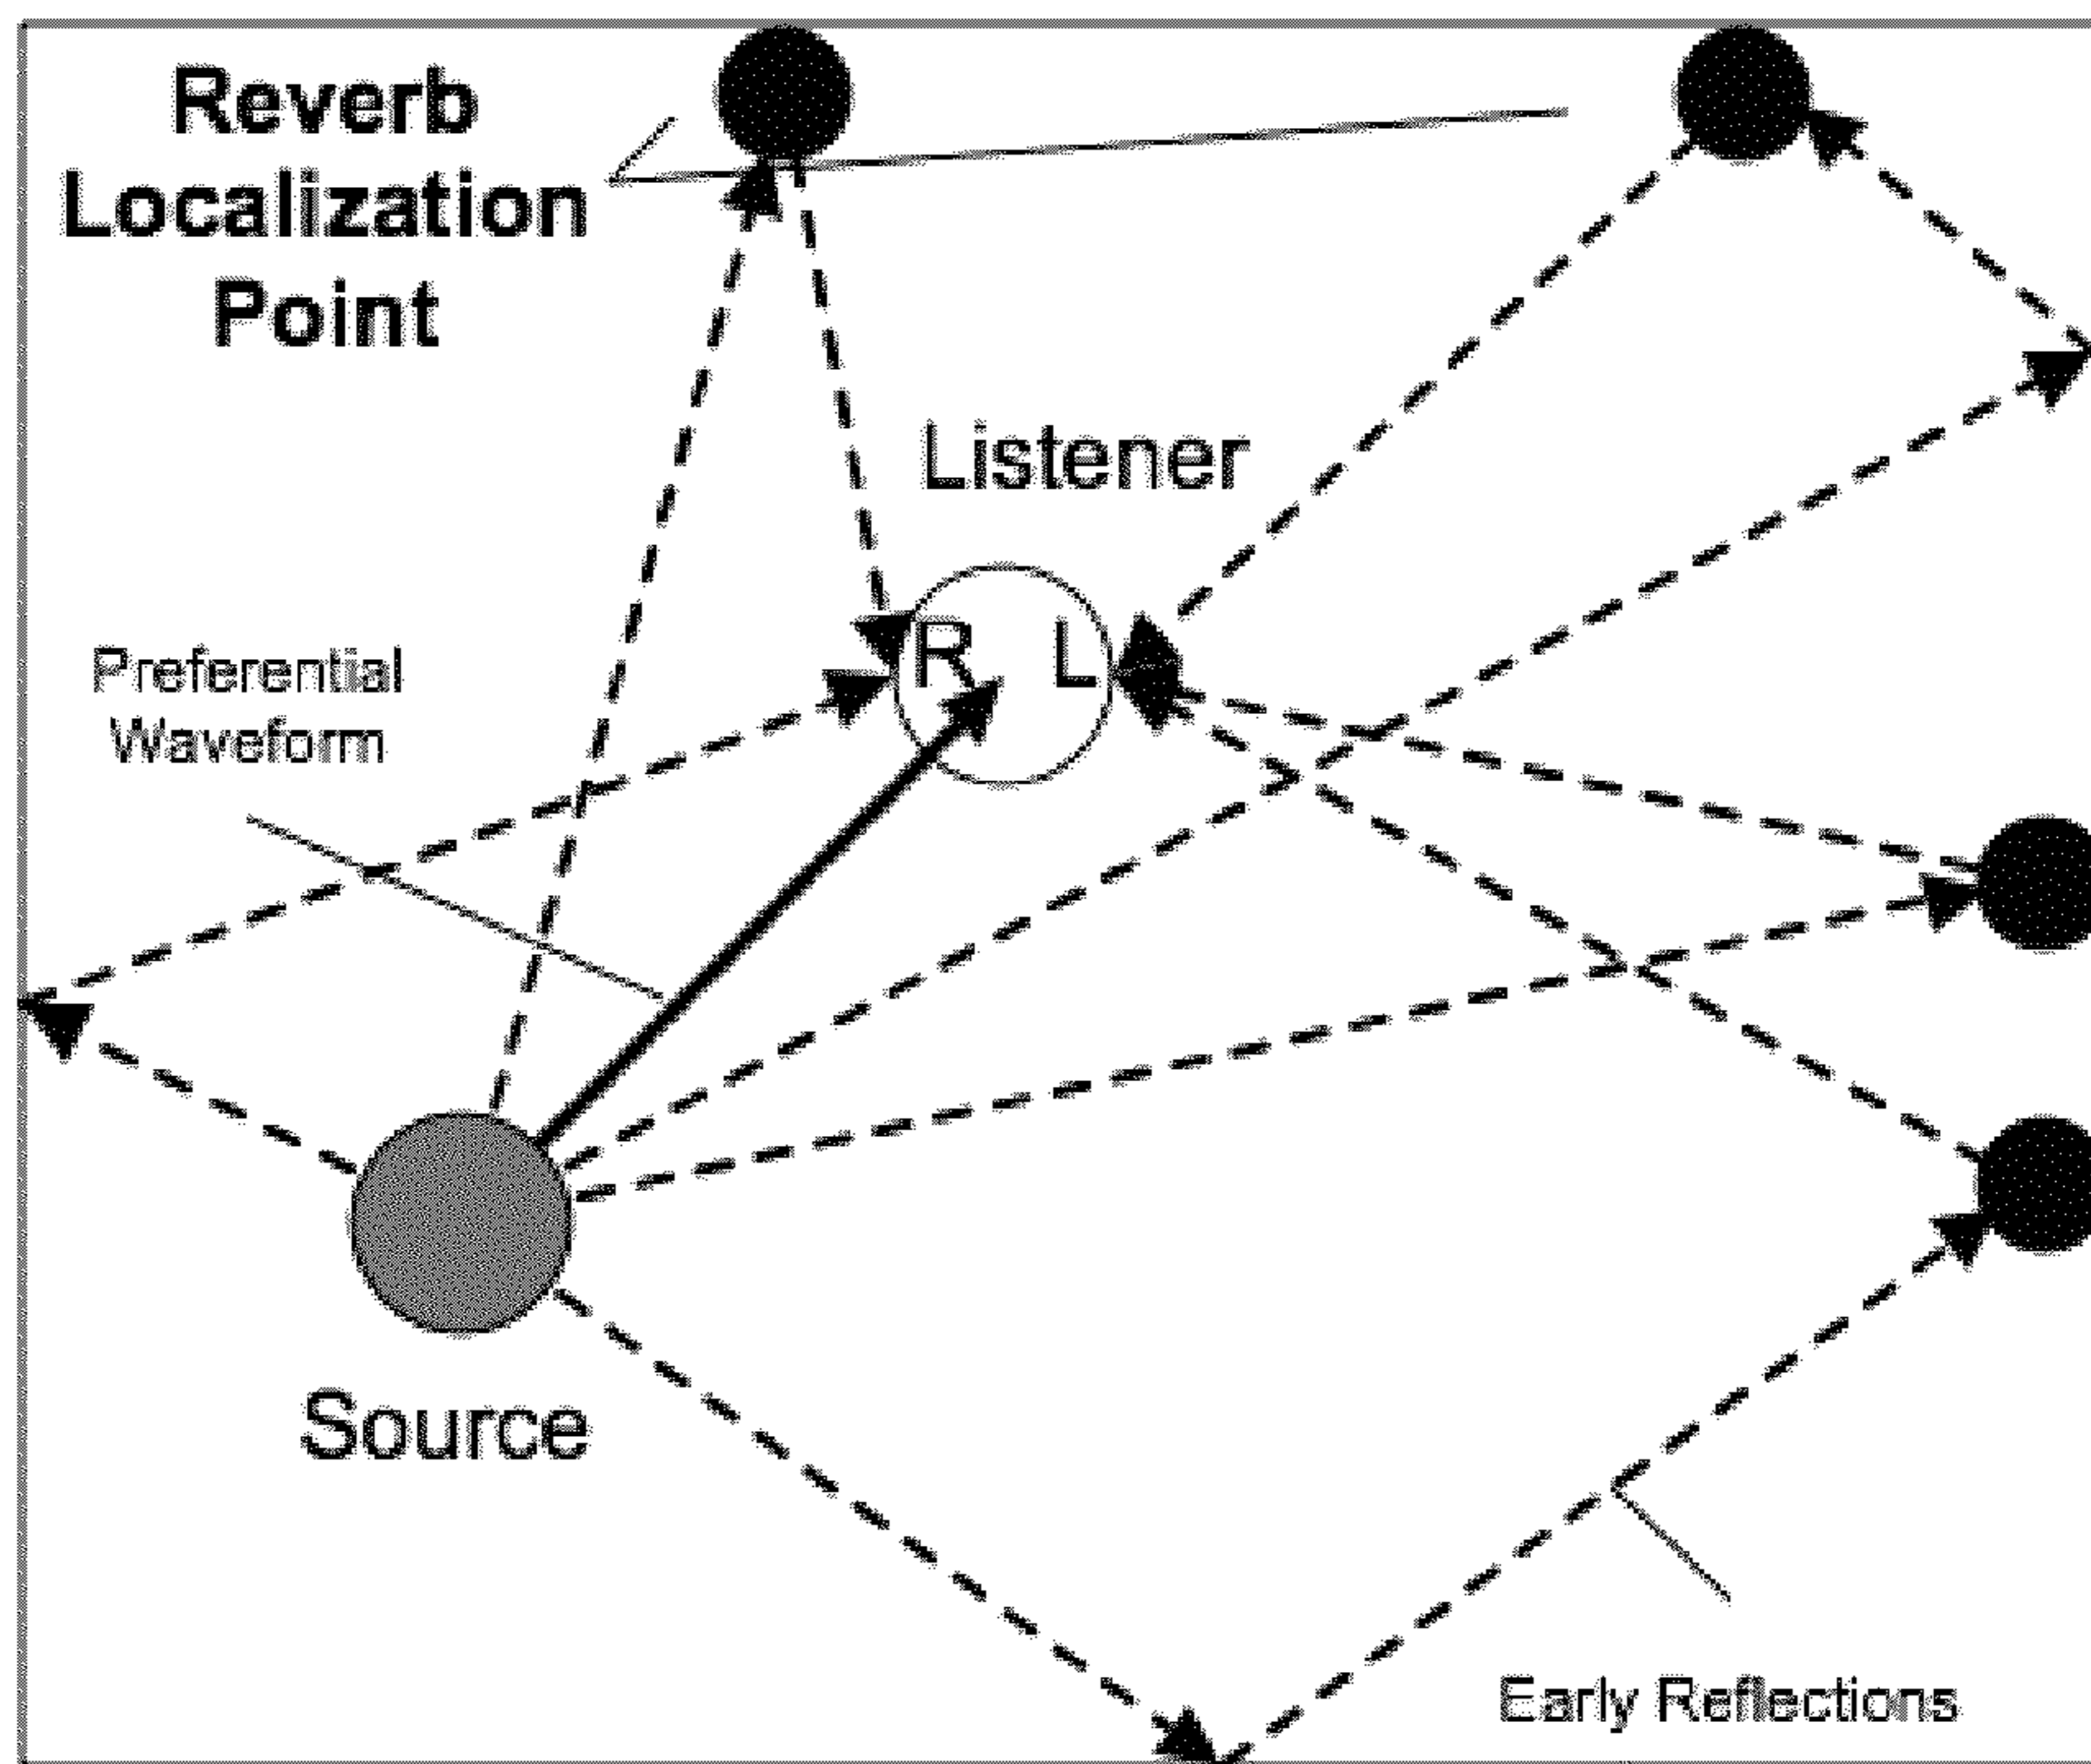 Reverb
Localization
Point
Listener
R L
Preferential
Waveform
Source
Early Reflections